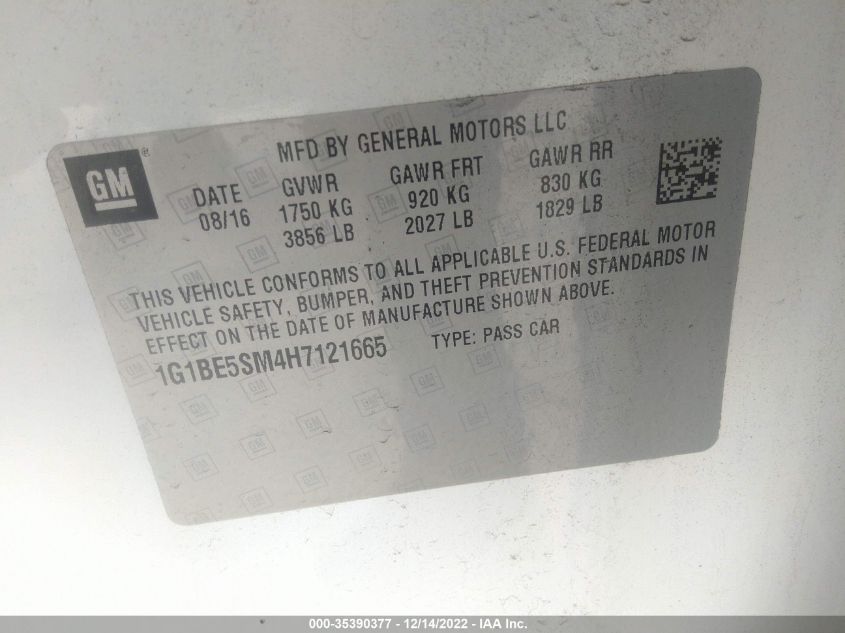 MFD BY GENERAL MOTORS LLC
GM®
DATE GVWR GAWR FRT GAWR RR
08/16 1750 KG 920 KG 830 KG
3856 LB 2027 LB 1829 LB
THIS VEHICLE CONFORMS TO ALL APPLICABLE U.S. FEDERAL MOTOR
VEHICLE SAFETY, BUMPER, AND THEFT PREVENTION STANDARDS IN
EFFECT ON THE DATE OF MANUFACTURE SHOWN ABOVE.
1G1BE5SM4H7121665 TYPE: PASS CAR
000-35390377 - 12/14/2022 - IAA Inc.